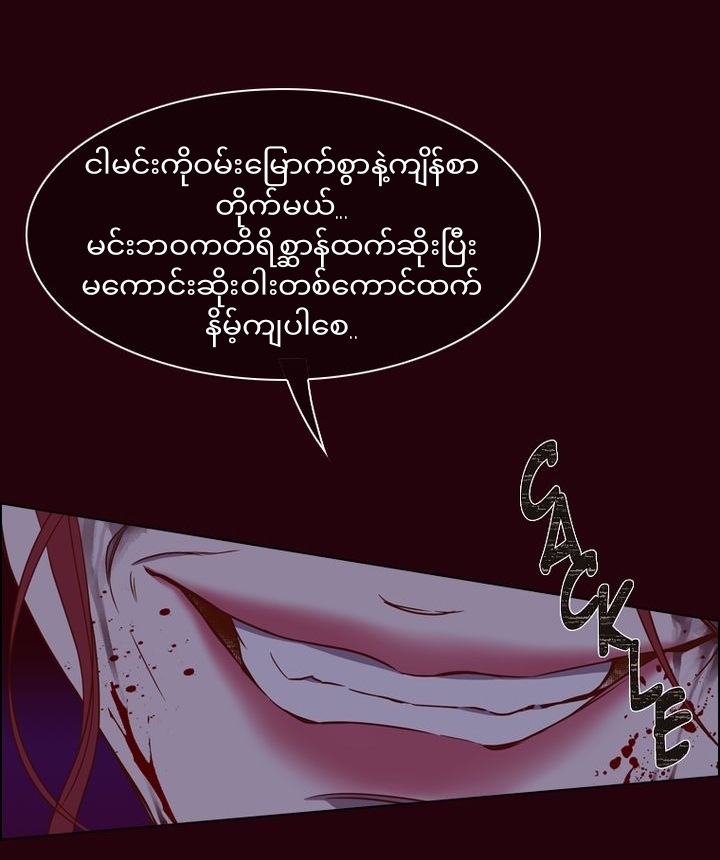 ငါမင်းကိုဝမ်းမြောက်စွာနဲ့ကျိန်စာ
တိုက်မယ်...
မင်းဘဝကတိရိစ္ဆာန်ထက်ဆိုးပြီး
မကောင်းဆိုးဝါးတစ်ကောင်ထက်
နိမ့်ကျပါစေ..
CACKLE